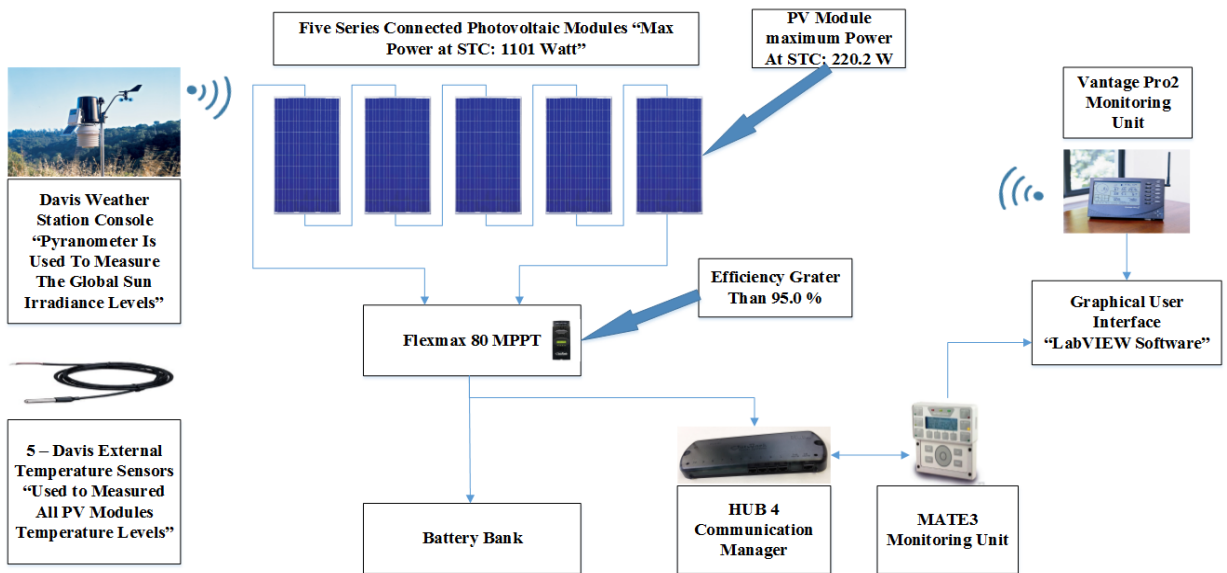 Five Series Connected Photovoltaic Modules “Max
Power at STC: 1101 Watt”
PV Module
maximum Power
At STC: 220.2 W
Vantage Pro2
Monitoring
Unit
Davis Weather
Station Console
“Pyranometer Is
Used To Measure
The Global Sun
Irradiance Levels”
Efficiency Grater
Than 95.0 %
Flexmax 80 MPPT
Graphical User
Interface
“LabVIEW Software”
5 – Davis External
Temperature Sensors
“Used to Measured
All PV Modules
Temperature Levels”
Battery Bank
HUB 4
Communication
Manager
MATE3
Monitoring Unit